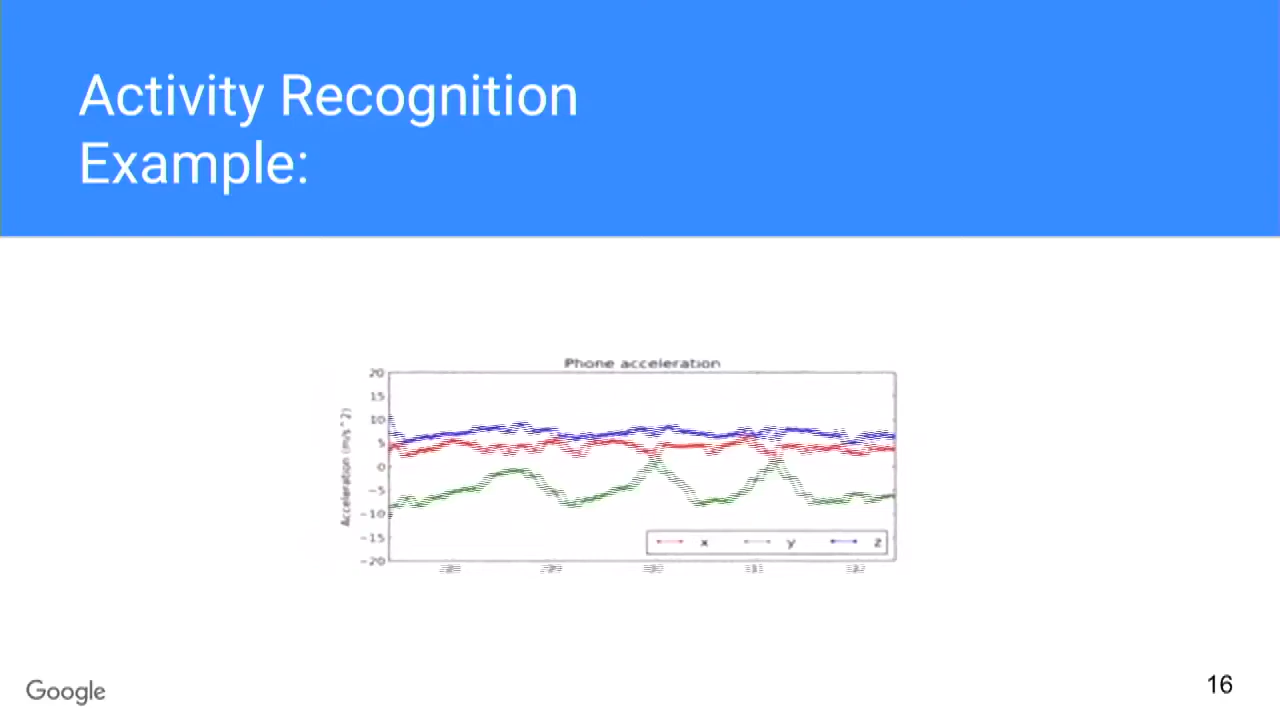 Activity Recognition
Example:
Phone acceleration
20
15
10
5
0
−5
−10
−15
−20
Acceleration (m/s^2)
x y z
Google
16